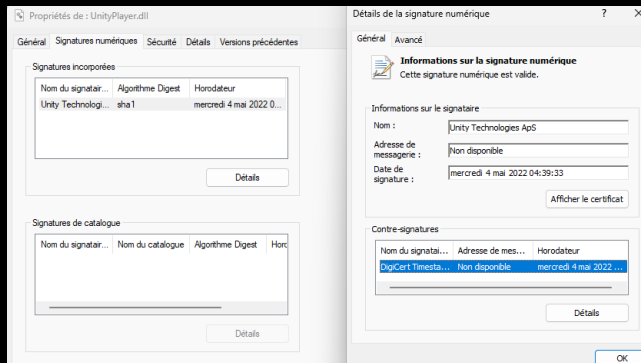 Propriétés de : UnityPlayer.dll
Général Signatures numériques Sécurité Détails Versions précédentes
Signatures incorporées
Nom du signatair... Algorithme Digest Horodateur
Unity Technologi... sha1 mercredi 4 mai 2022 0...
Détails
Signatures de catalogue
Nom du signatair... Nom du catalogue Algorithme Digest Horc
Détails
Détails de la signature numérique ? X
Général Avancé
Informations sur la signature numérique
Cette signature numérique est valide.
Informations sur le signataire
Nom : Unity Technologies ApS
Adresse de messagerie : Non disponible
Date de signature : mercredi 4 mai 2022 04:39:33
Afficher le certificat
Contre-signatures
Nom du signatai... Adresse de mes... Horodateur
DigiCert Timesta... Non disponible mercredi 4 mai 2022 ...
Détails
OK